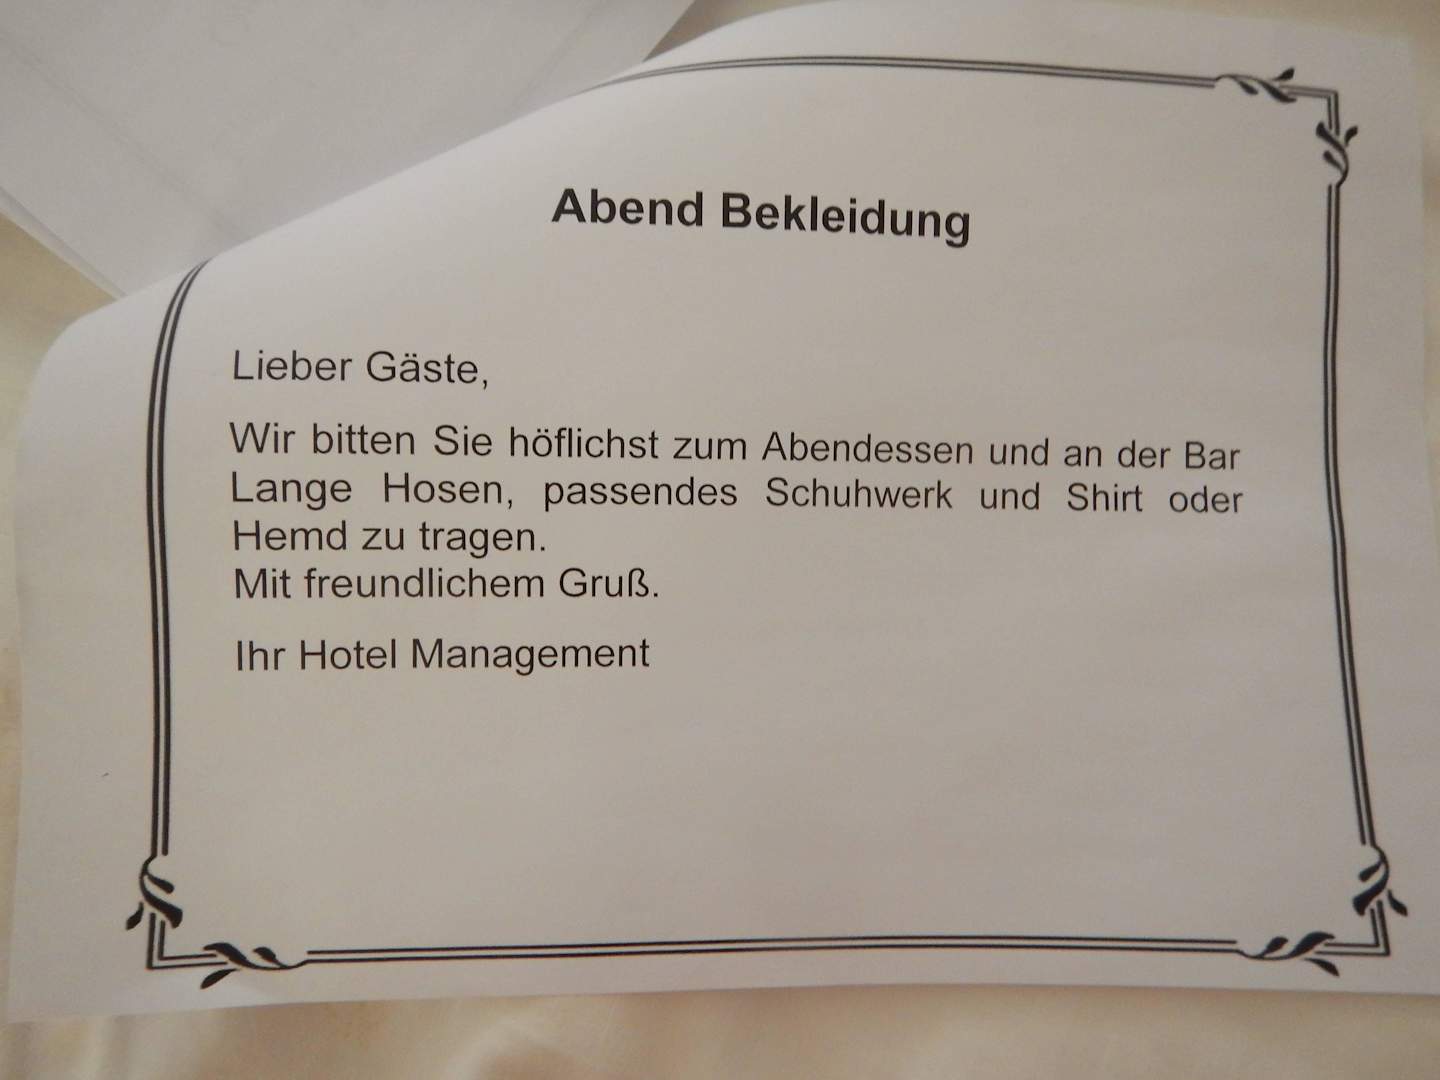 Abend Bekleidung
Lieber Gäste,
Wir bitten Sie höflichst zum Abendessen und an der Bar
Lange Hosen, passendes Schuhwerk und Shirt oder
Hemd zu tragen.
Mit freundlichem Gruß.
Ihr Hotel Management